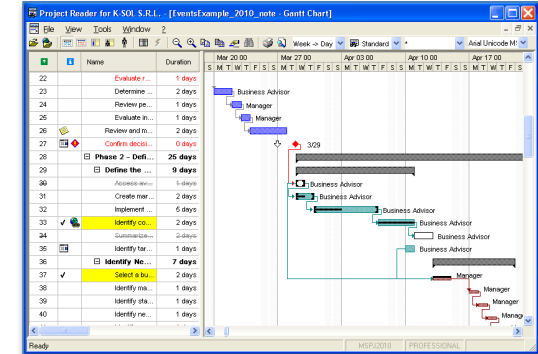 Project Reader for K-SOL S.R.L. - [EventsExample_2010_note - Gantt Chart]
File View Tools Window ?
Week -> Day Standard * Arial Unicode M
Name Duration
Mar 20 00 Mar 27 00 Apr 03 00 Apr 10 00 Apr 17 00
S M T W T F S S M T W T F S S M T W T F S S M T W T F S S M T W T F S
22 Evaluate r... 1 days
23 Determine ... 2 days Business Advisor
24 Review pe... 1 days Manager
25 Evaluate in... 1 days Manager
26 Review and m... 2 days
27 Confirm decisi... 0 days 3/29
28 Phase 2 – Defi... 25 days
29 Define the ... 9 days
30 Access av... 1 days Business Advisor
31 Create mar... 2 days Business Advisor
32 Implement ... 5 days Business Advisor
33 Identify co... 2 days Business Advisor
34 Summarize... 2 days Business Advisor
35 Identify tar... 1 days Business Advisor
36 Identify Ne... 7 days
37 Select a bu... 2 days Manager
38 Identify ma... 1 days Manager
39 Identify sta... 1 days Manager
40 Identify ne... 1 days Manag
Ready MSPJ2010 PROFESSIONAL